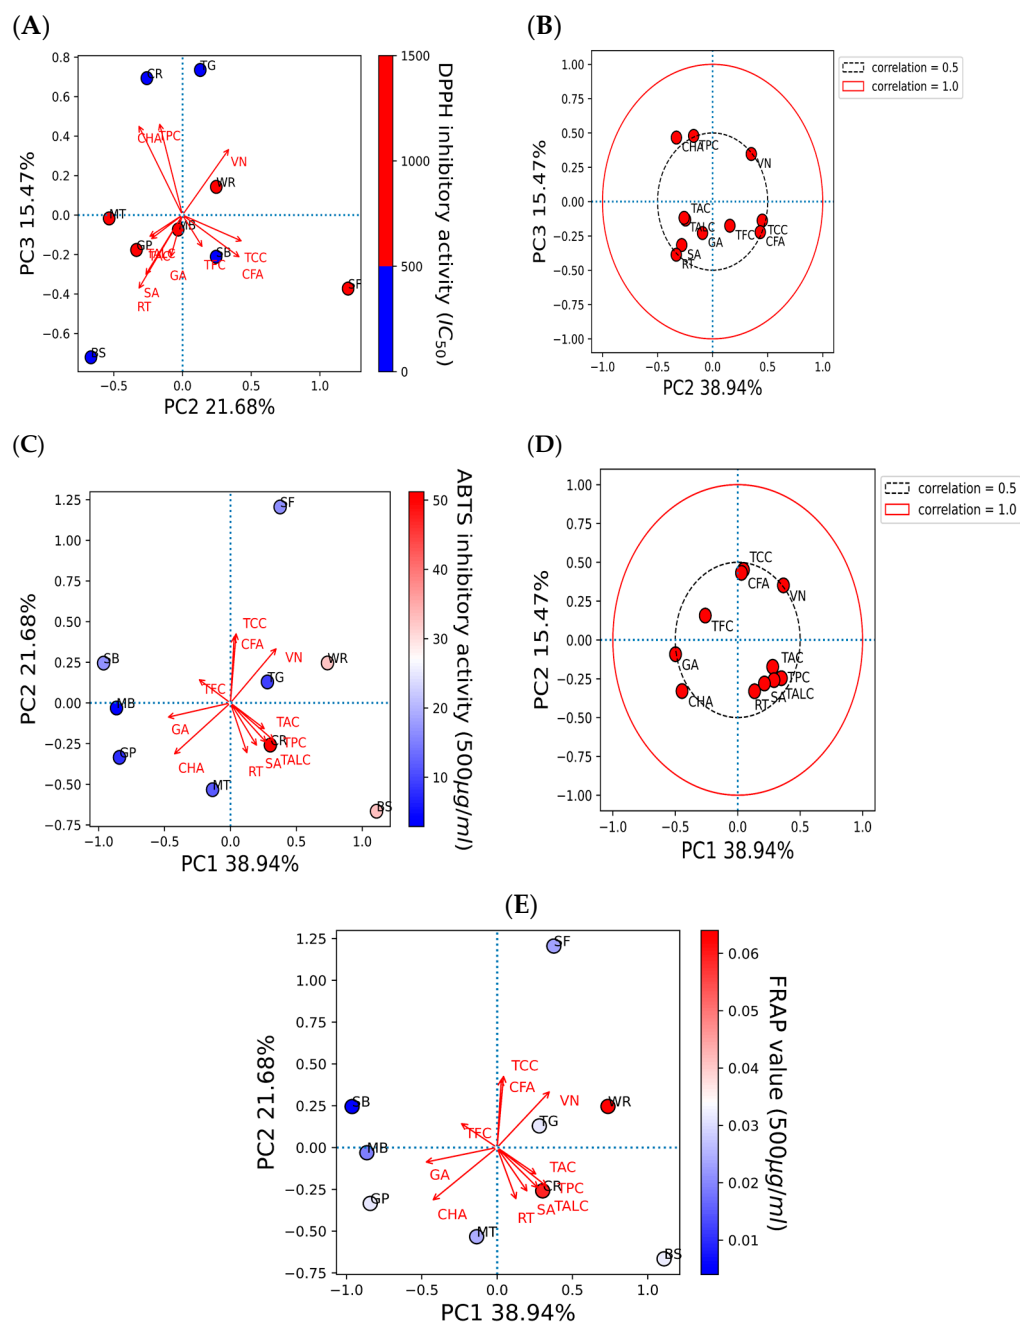 (A)
0.8
0.6
0.4
0.2
0.0
−0.2
−0.4
−0.6
−0.5
0.0
0.5
1.0
PC3 15.47%
PC2 21.68%
CR
TG
CHA
TPC
VN
WR
MT
MB
GP
TALC
TAC
GA
TFC
SB
TCC
CFA
SA
RT
SF
BS
1500
1000
500
0
DPPH inhibitory activity (IC50)
(B)
1.00
0.75
0.50
0.25
0.00
−0.25
−0.50
−0.75
−1.00
−1.0
−0.5
0.0
0.5
1.0
PC3 15.47%
PC2 38.94%
CHA
TPC
VN
TAC
TALC
GA
TFC
TCC
CFA
SA
RT
correlation = 0.5
correlation = 1.0
(C)
1.25
1.00
0.75
0.50
0.25
0.00
−0.25
−0.50
−0.75
−1.0
−0.5
0.0
0.5
1.0
PC2 21.68%
PC1 38.94%
SF
TCC
CFA
VN
WR
SB
TG
TFC
MB
GA
TAC
CR
TPC
GP
CHA
RT
SA
TALC
MT
BS
50
40
30
20
10
ABTS inhibitory activity (500μg/ml)
(D)
1.00
0.75
0.50
0.25
0.00
−0.25
−0.50
−0.75
−1.00
−1.0
−0.5
0.0
0.5
1.0
PC2 15.47%
PC1 38.94%
TCC
CFA
VN
TFC
GA
TAC
TPC
CHA
RT
SA
TALC
correlation = 0.5
correlation = 1.0
(E)
1.25
1.00
0.75
0.50
0.25
0.00
−0.25
−0.50
−0.75
−1.0
−0.5
0.0
0.5
1.0
PC2 21.68%
PC1 38.94%
SF
TCC
CFA
VN
SB
WR
TG
TFC
MB
GA
TAC
CR
TPC
GP
CHA
RT
SA
TALC
MT
BS
0.06
0.05
0.04
0.03
0.02
0.01
FRAP value (500μg/ml)